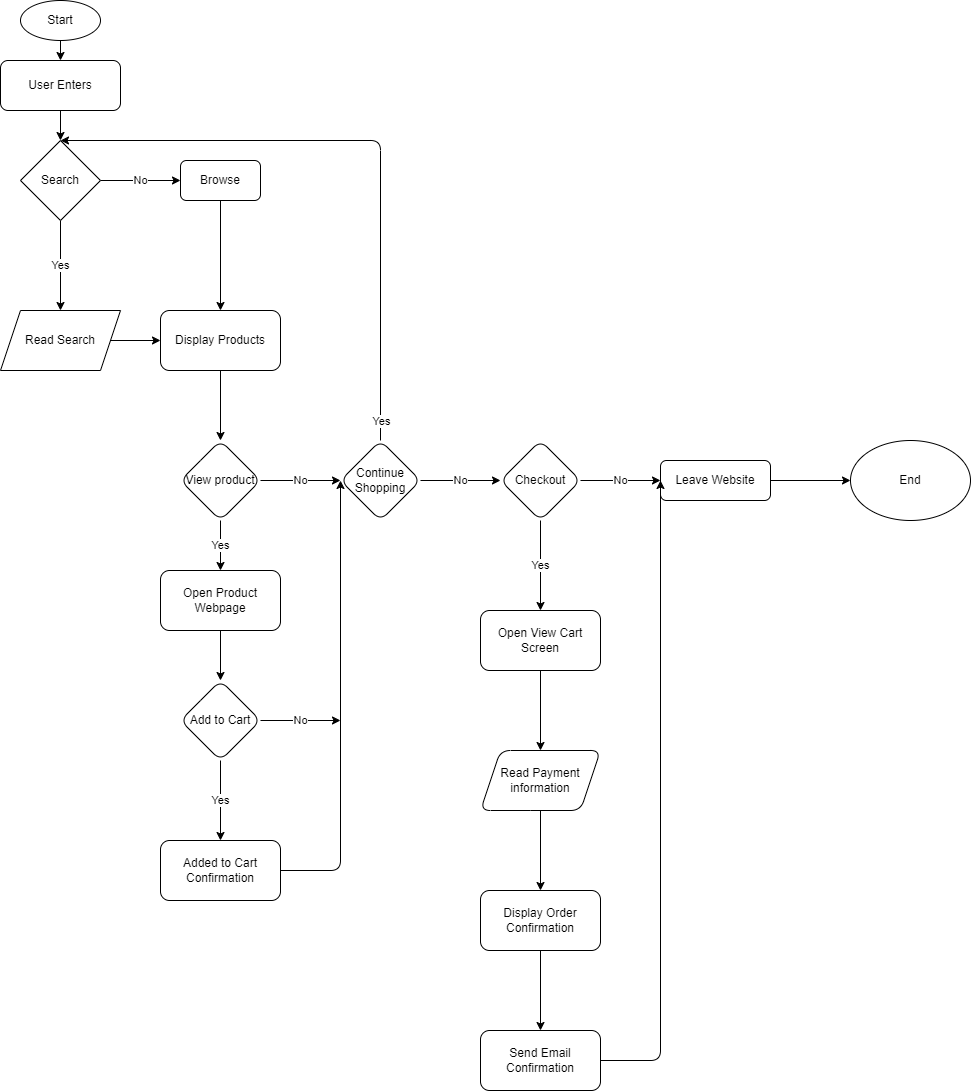 Start
User Enters
Search
No
Browse
Yes
Read Search
Display Products
Yes
View product
No
Continue
Shopping
No
Checkout
No
Leave Website
End
Yes
Open Product
Webpage
Yes
Open View Cart
Screen
Add to Cart
No
Read Payment
information
Yes
Added to Cart
Confirmation
Display Order
Confirmation
Send Email
Confirmation